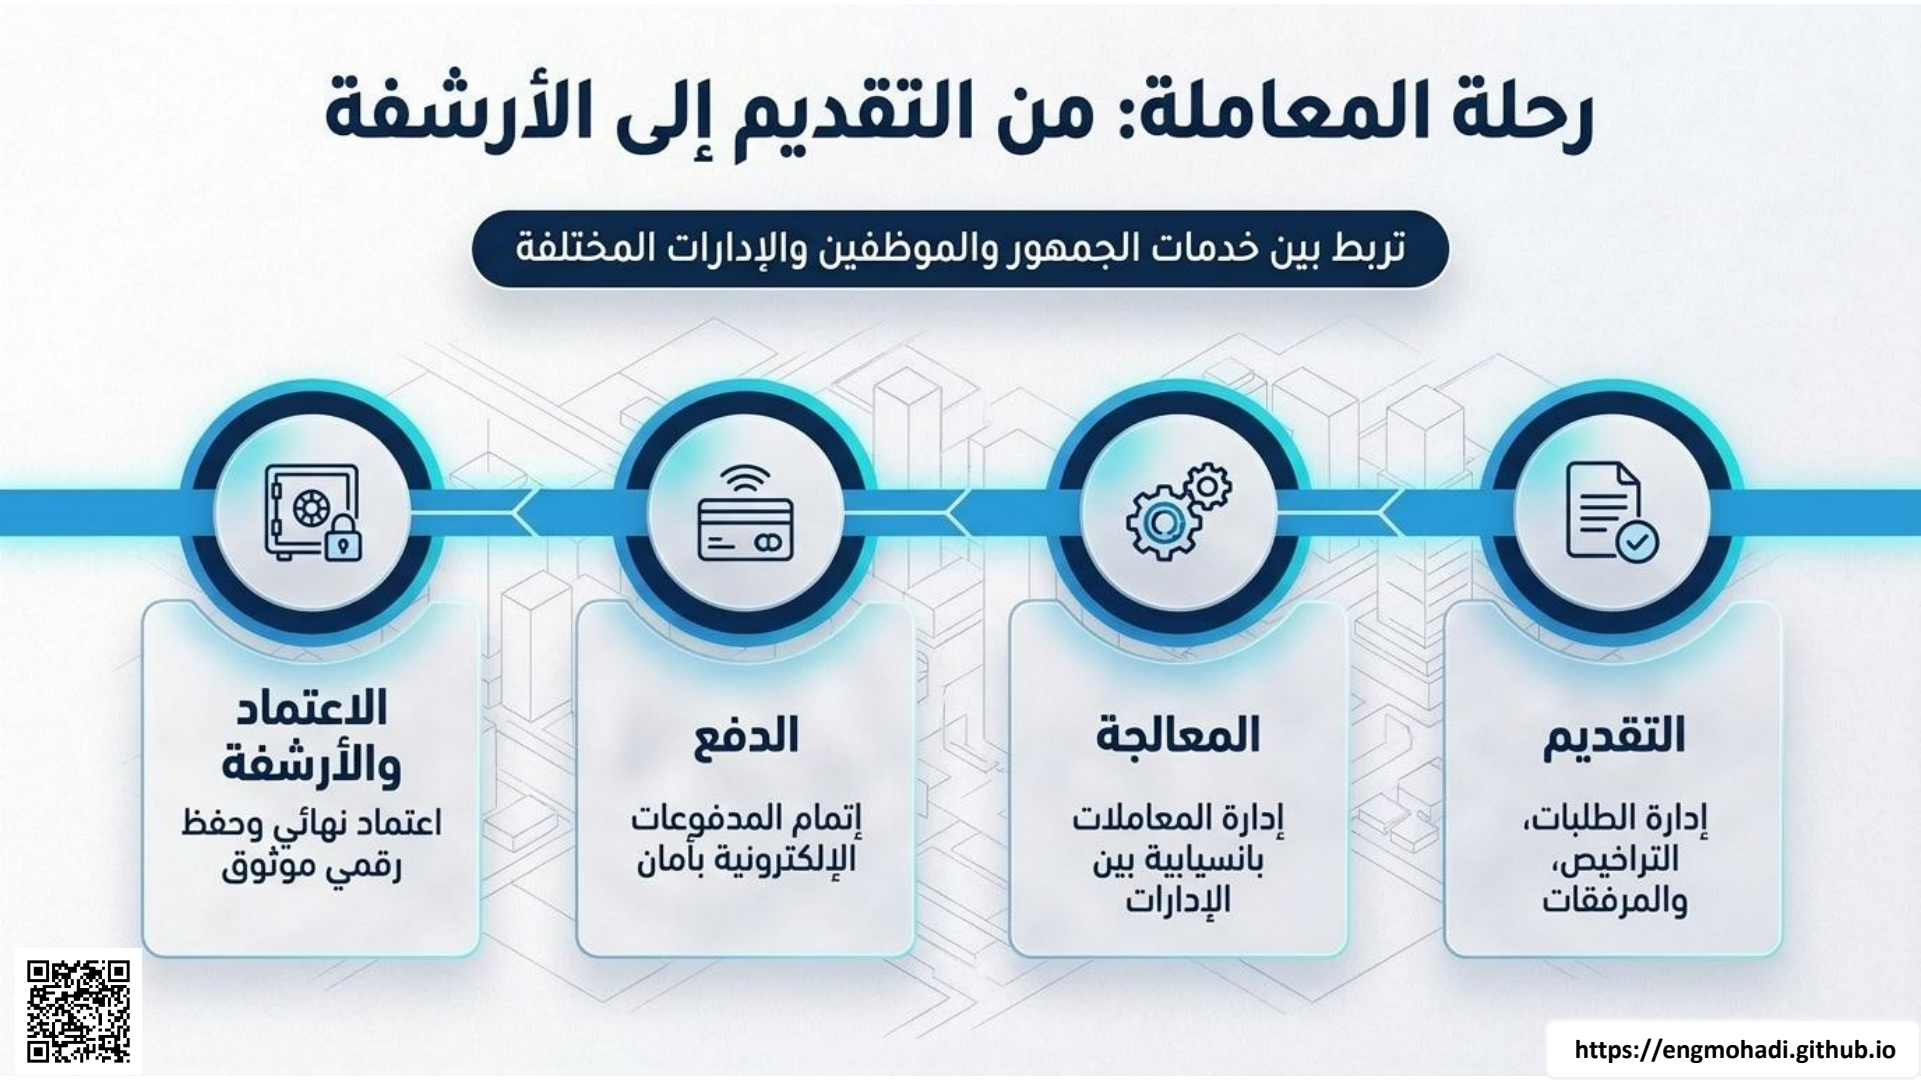 رحلة المعاملة: من التقديم إلى الأرشفة
تربط بين خدمات الجمهور والموظفين والإدارات المختلفة
التقديم
إدارة الطلبات،
التراخيص،
والمرفقات
المعالجة
إدارة المعاملات
بانسيابية بين
الإدارات
الدفع
إتمام المدفوعات
الإلكترونية بأمان
الاعتماد
والأرشفة
اعتماد نهائي وحفظ
رقمي موثوق
https://engmohadi.github.io